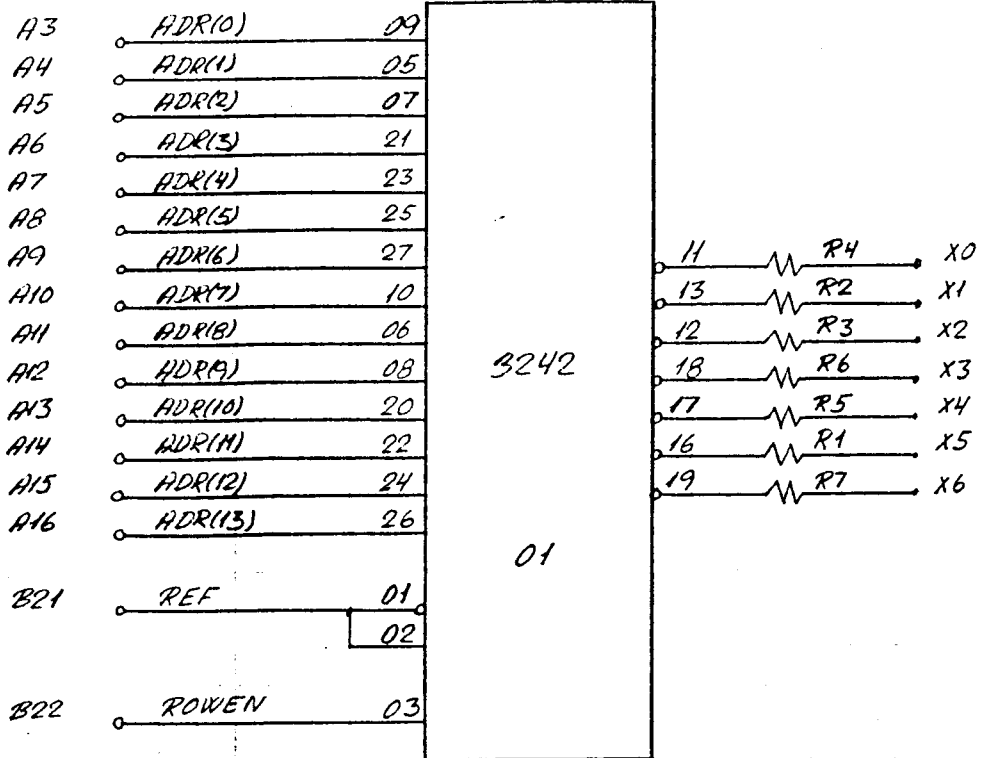 A3 ADR(0) 09
A4 ADR(1) 05
A5 ADR(2) 07
A6 ADR(3) 21
A7 ADR(4) 23
A8 ADR(5) 25
A9 ADR(6) 27 11 R4 X0
A10 ADR(7) 10 13 R2 X1
A11 ADR(8) 06 12 R3 X2
A12 ADR(9) 08 3242 18 R6 X3
A13 ADR(10) 20 17 R5 X4
A14 ADR(11) 22 16 R1 X5
A15 ADR(12) 24 19 R7 X6
A16 ADR(13) 26
01
B21 REF 01
02
B22 ROWEN 03